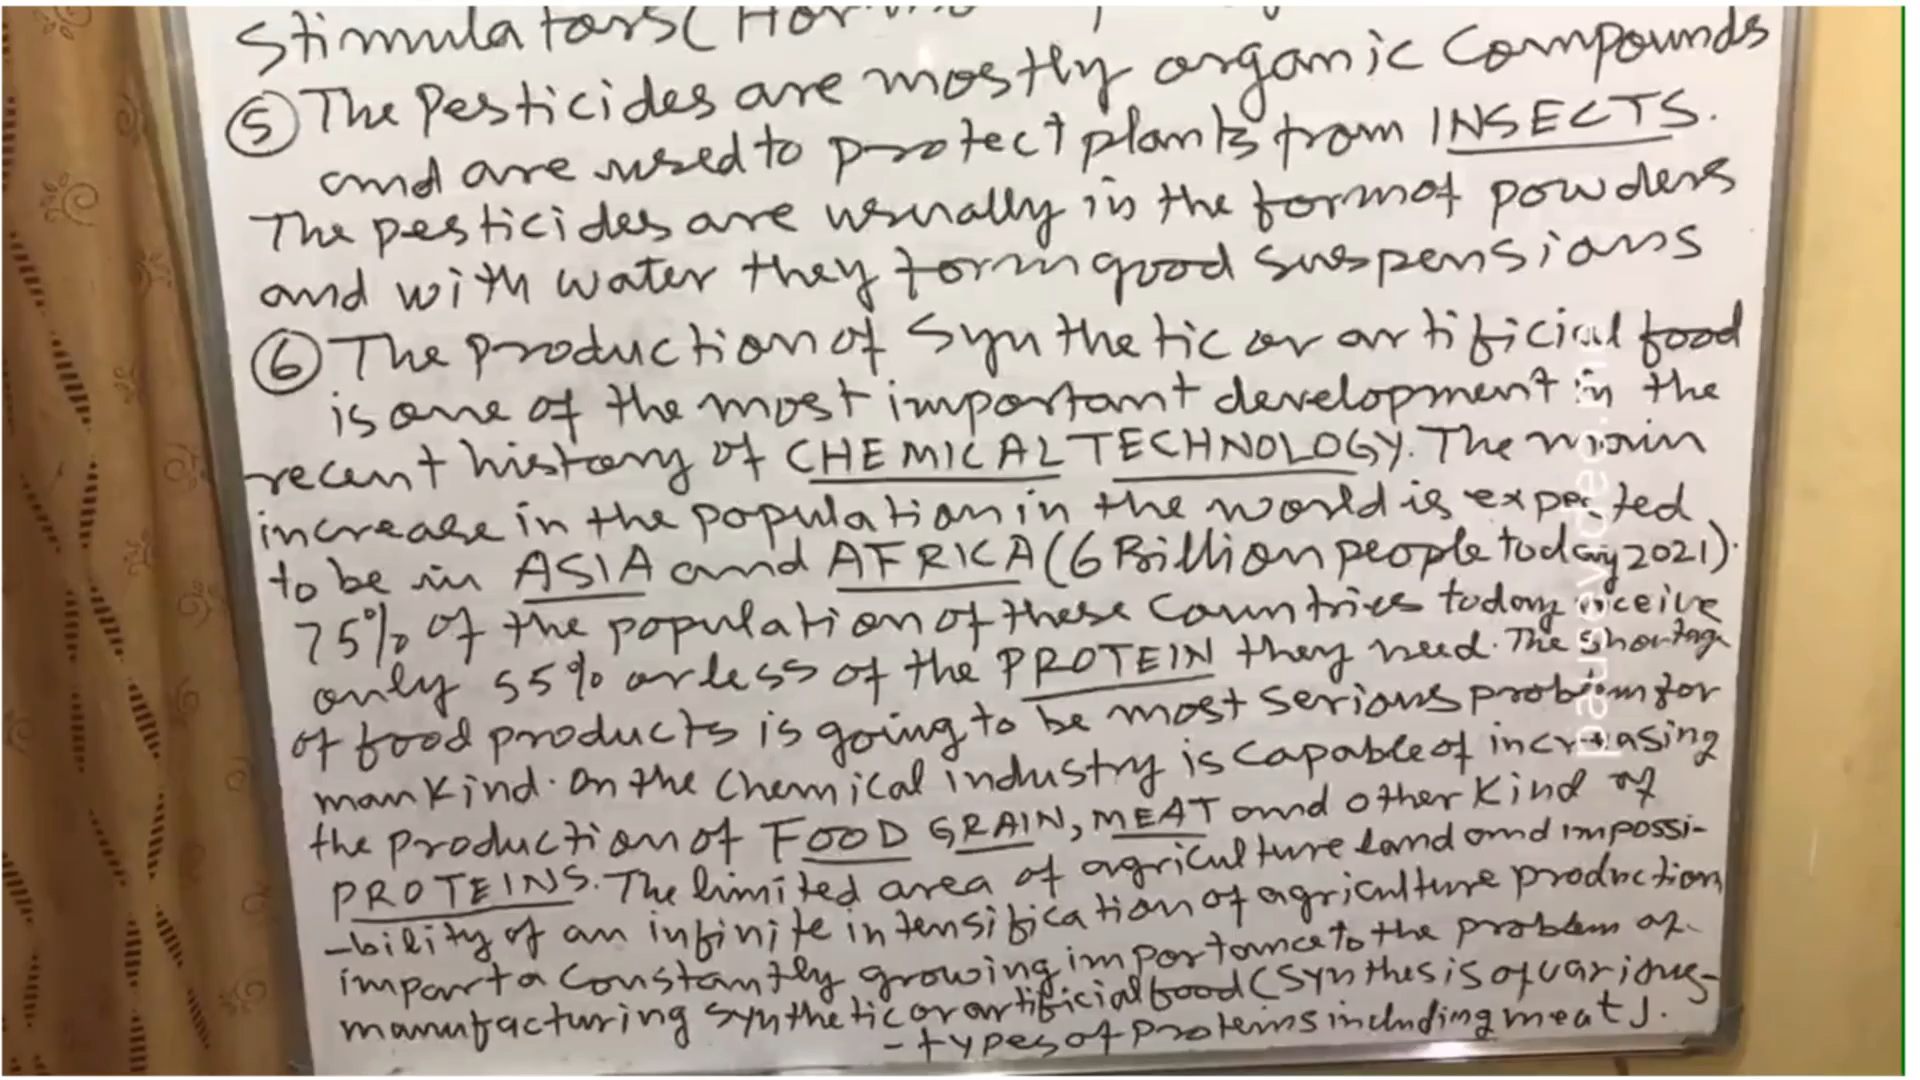 Stimulators (Hor
⑤ The Pesticides are mostly organic Compounds
and are used to protect plants from INSECTS.
The pesticides are usually in the form of powders
and with water they form good suspensions
⑥ The production of Synthetic or artificial food
is one of the most important development in the
recent history of CHEMICAL TECHNOLOGY. The main
increase in the population in the world is expected
to be in ASIA and AFRICA (6 Billion people today 2021).
75% of the population of these Countries today receive
only 55% or less of the PROTEIN they need. The shortage
of food products is going to be most serious problem for
mankind. On the Chemical industry is Capable of increasing
the production of FOOD GRAIN, MEAT and other Kind of
PROTEINS. The limited area of agriculture land and impossi-
-bility of an infinite intensification of agriculture production
impart a Constantly growing importance to the problem of
manufacturing synthetic or artificial food (Synthesis of various-
-types of proteins including meat).